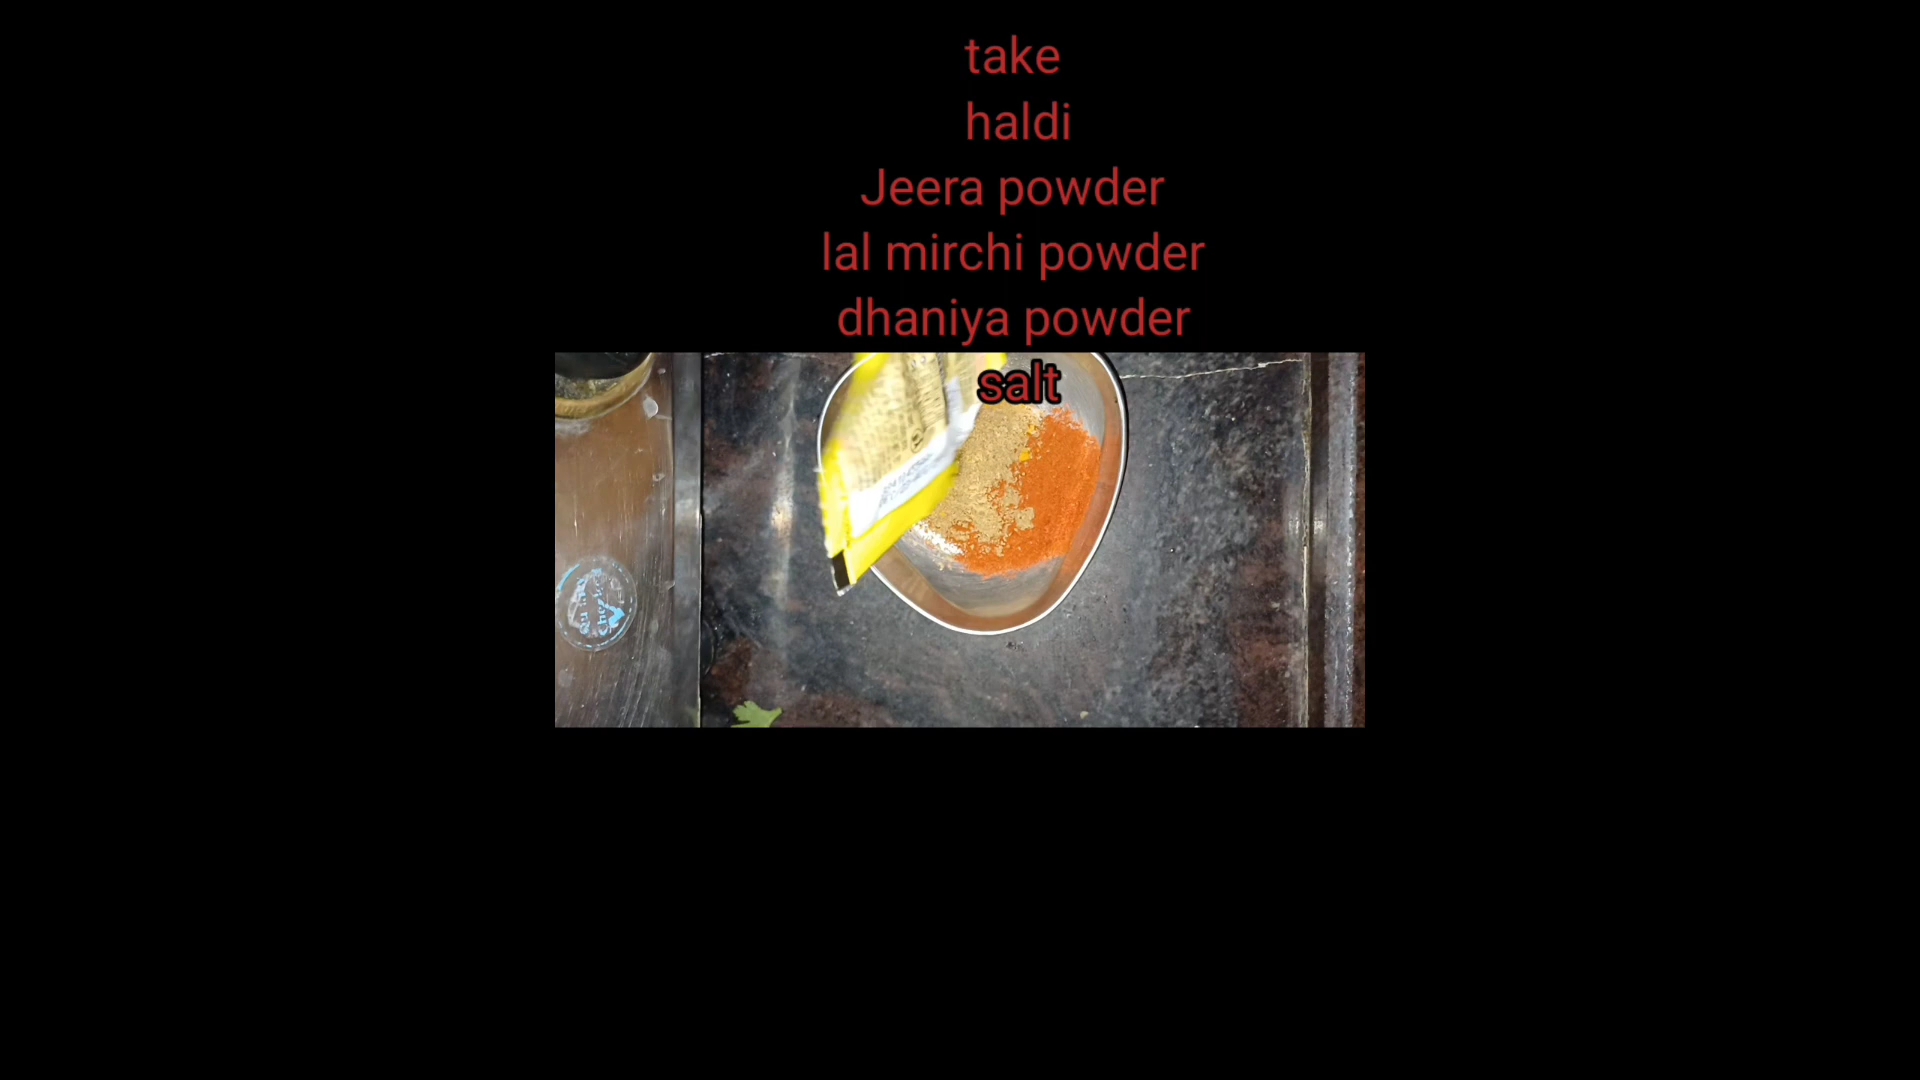 take
haldi
Jeera powder
lal mirchi powder
dhaniya powder
salt